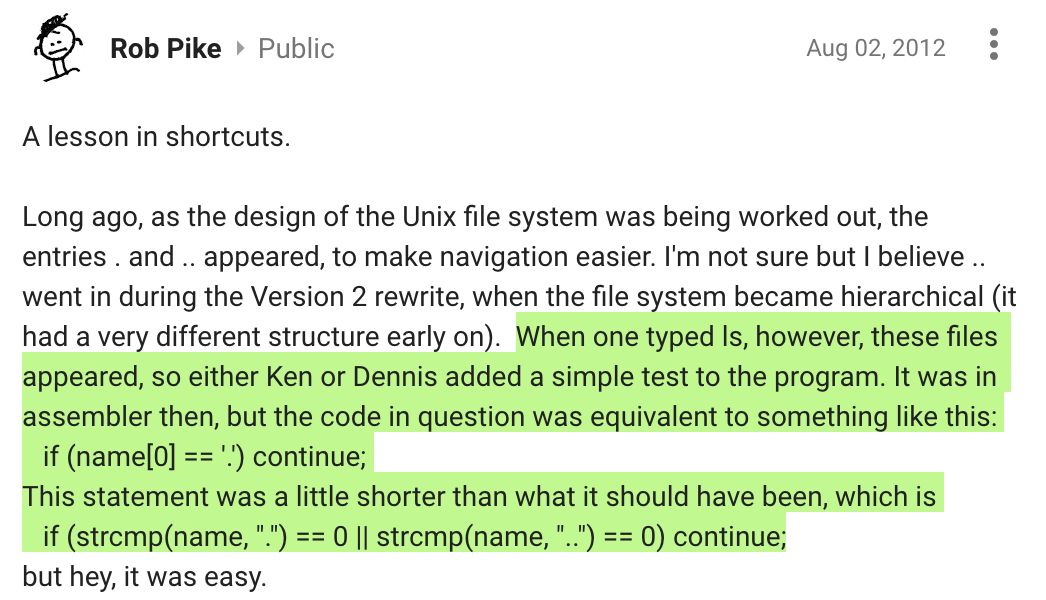 Rob Pike Public Aug 02, 2012
A lesson in shortcuts.
Long ago, as the design of the Unix file system was being worked out, the
entries . and .. appeared, to make navigation easier. I'm not sure but I believe ..
went in during the Version 2 rewrite, when the file system became hierarchical (it
had a very different structure early on).  When one typed ls, however, these files
appeared, so either Ken or Dennis added a simple test to the program. It was in
assembler then, but the code in question was equivalent to something like this:
if (name[0] == '.') continue;
This statement was a little shorter than what it should have been, which is
if (strcmp(name, ".") == 0 || strcmp(name, "..") == 0) continue;
but hey, it was easy.